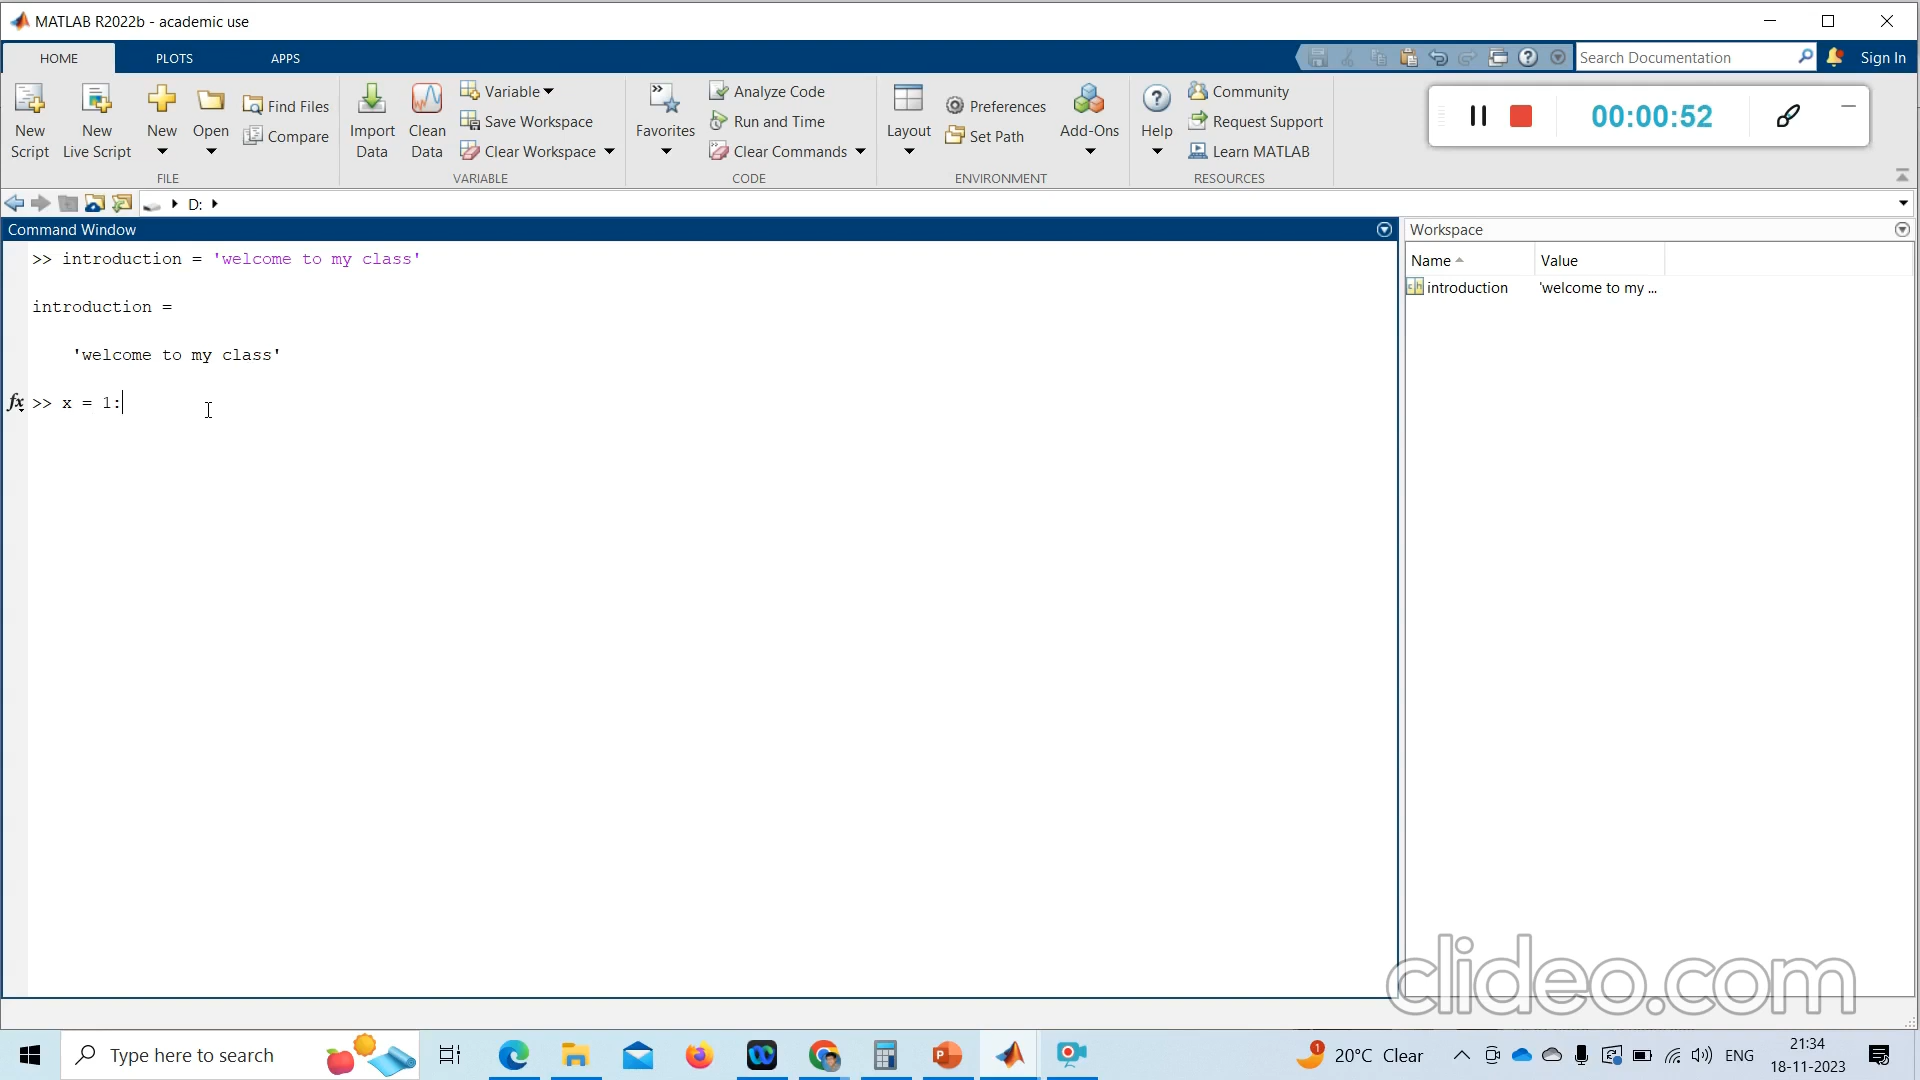 MATLAB R2022b - academic use
HOME PLOTS APPS
Search Documentation
Sign In
New Script
New Live Script
New
Open
Find Files
Compare
FILE
Import Data
Clean Data
Variable
Save Workspace
Clear Workspace
VARIABLE
Favorites
Analyze Code
Run and Time
Clear Commands
CODE
Layout
Preferences
Set Path
Add-Ons
ENVIRONMENT
Help
Community
Request Support
Learn MATLAB
RESOURCES
00:00:52
D:
Command Window
>> introduction = 'welcome to my class'
introduction =
'welcome to my class'
fx >> x = 1:
Workspace
Name Value
introduction 'welcome to my ...
clideo.com
Type here to search
20°C Clear
ENG
21:34
18-11-2023